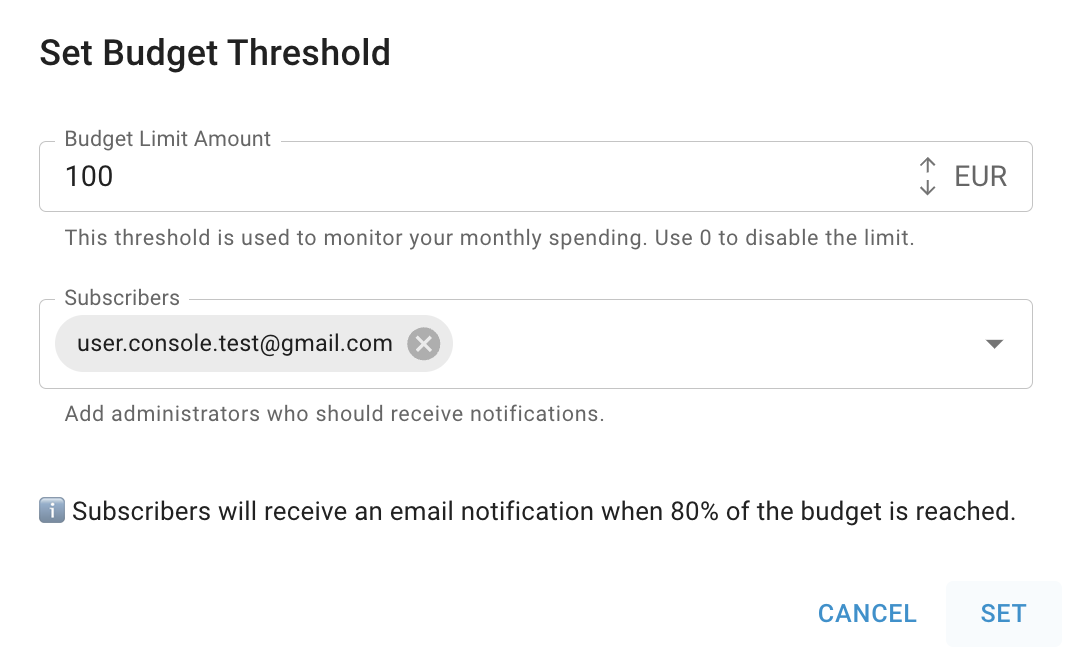 Set Budget Threshold
Budget Limit Amount
100
EUR
This threshold is used to monitor your monthly spending. Use 0 to disable the limit.
Subscribers
user.console.test@gmail.com
Add administrators who should receive notifications.
Subscribers will receive an email notification when 80% of the budget is reached.
CANCEL
SET